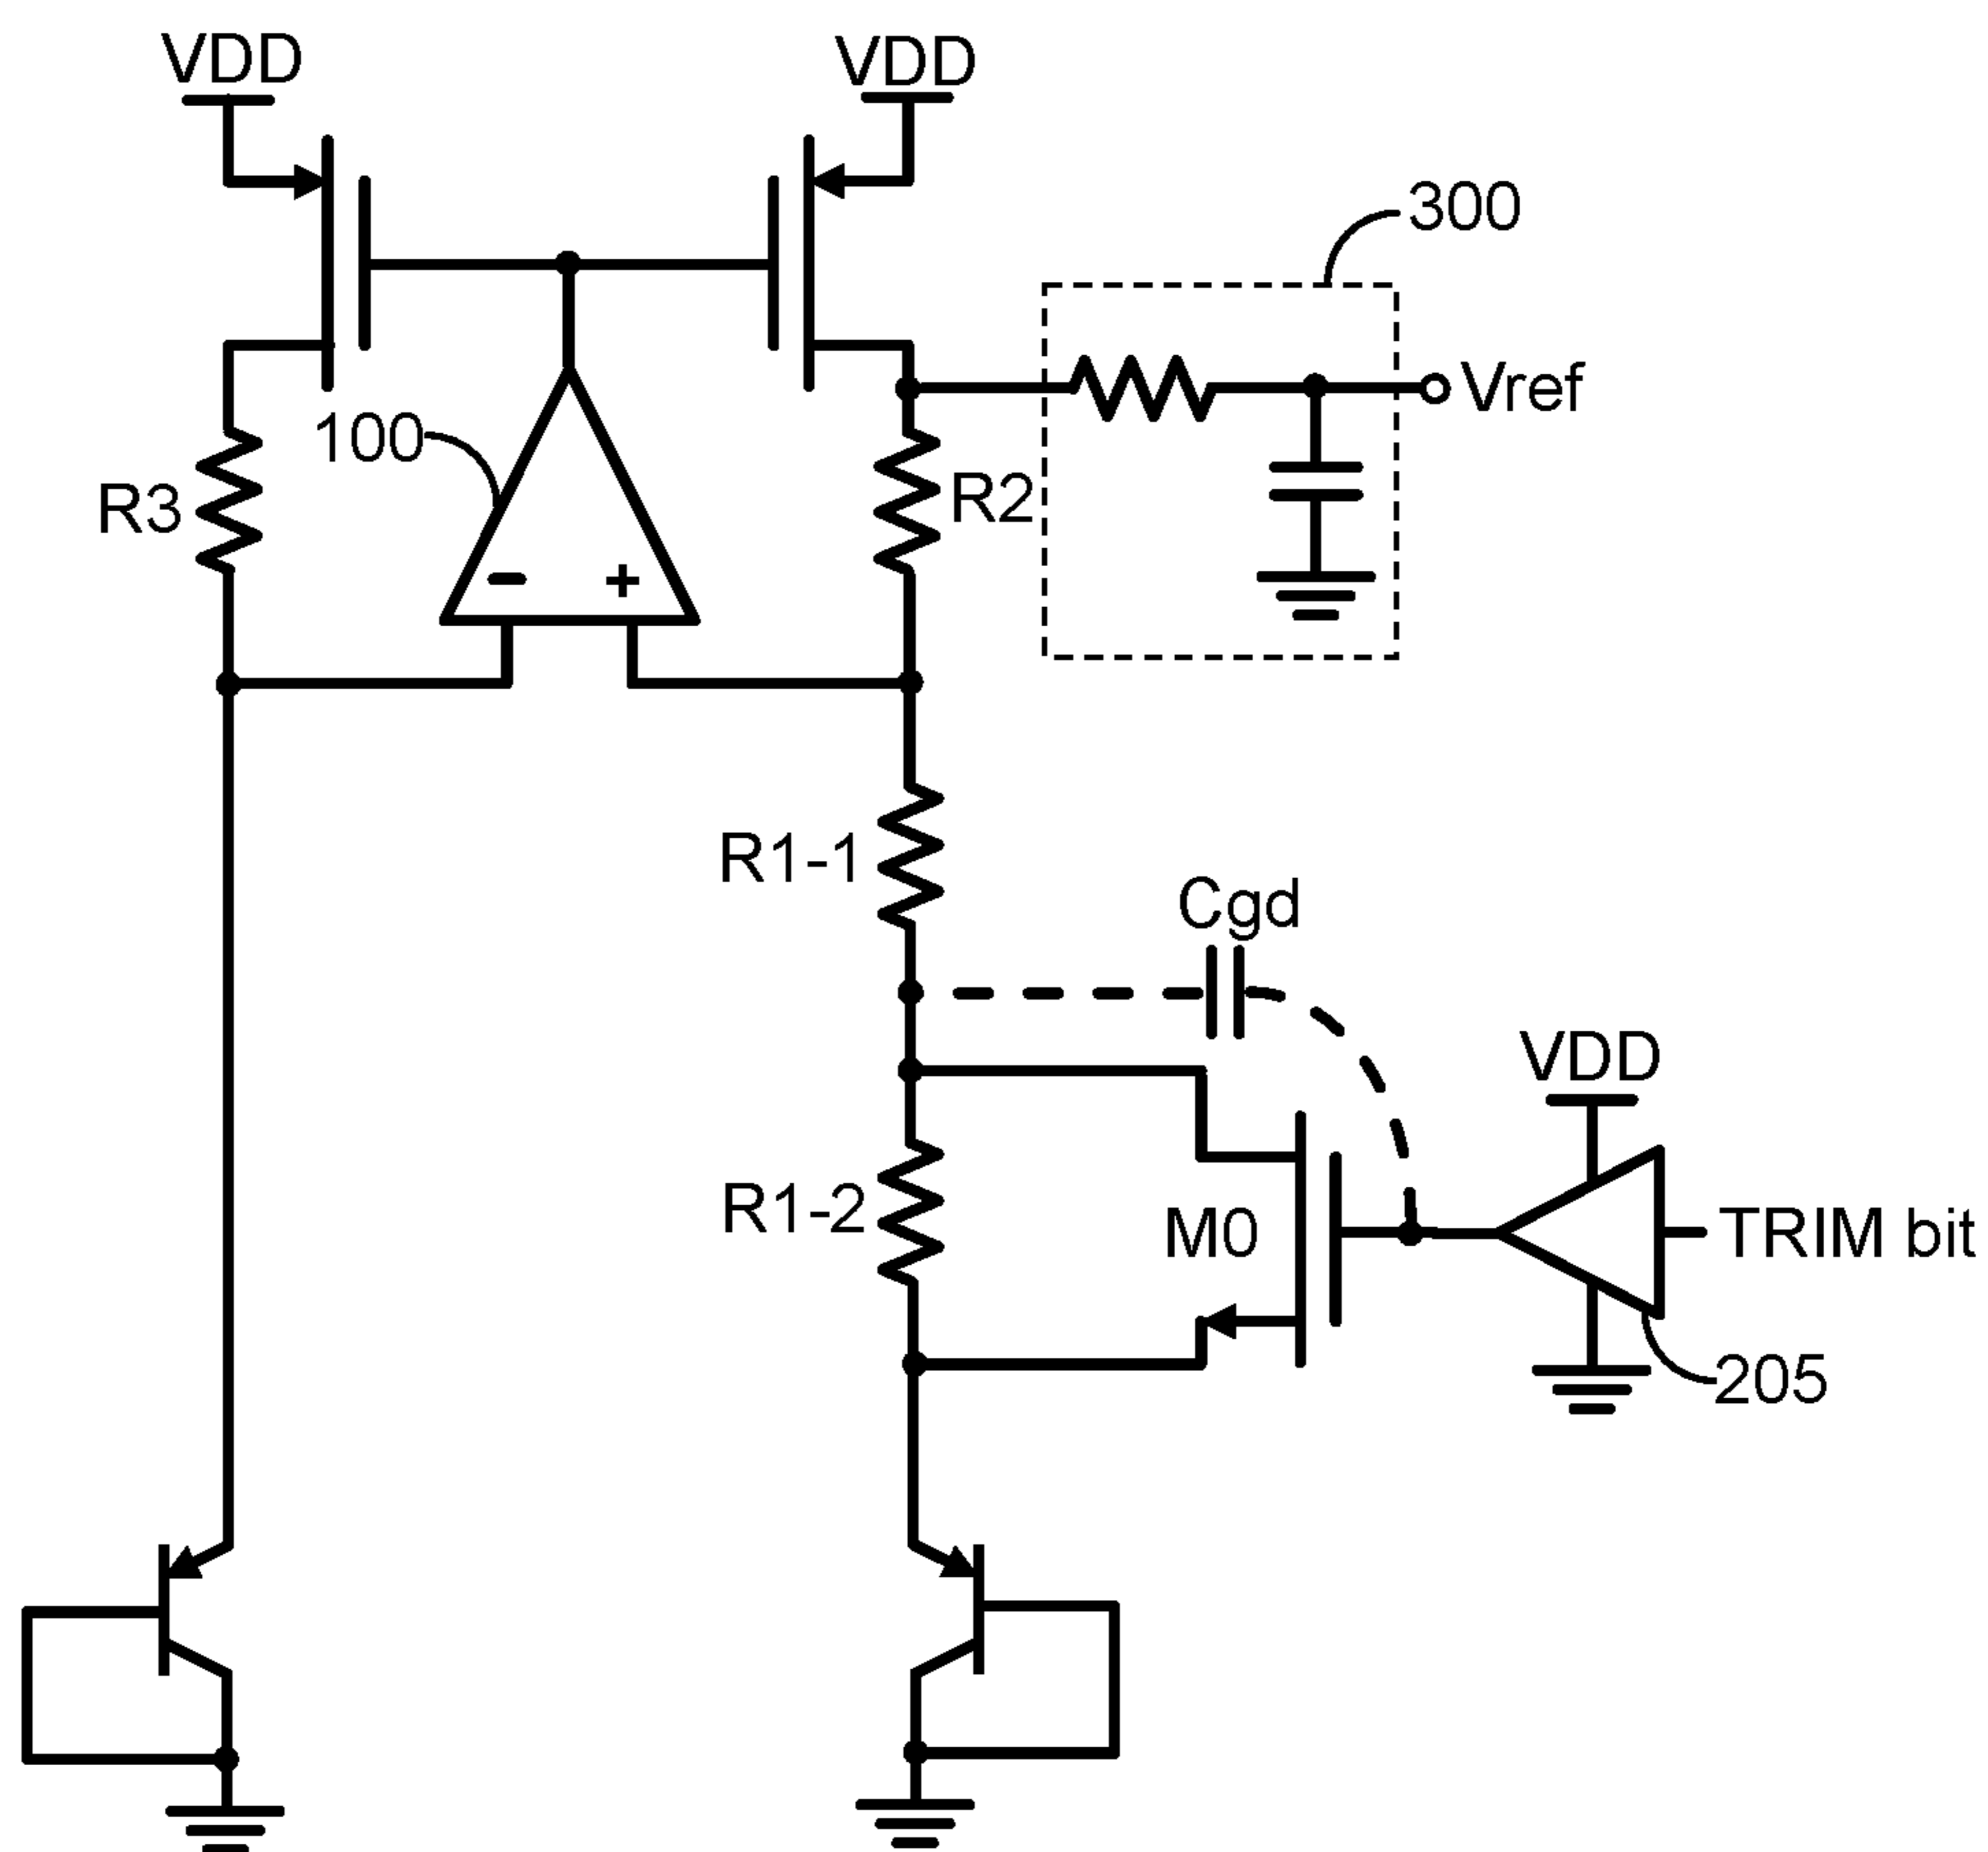 VDD
VDD
300
Vref
100
R3
R2
- +
R1-1
Cgd
VDD
R1-2
M0
TRIM bit
205